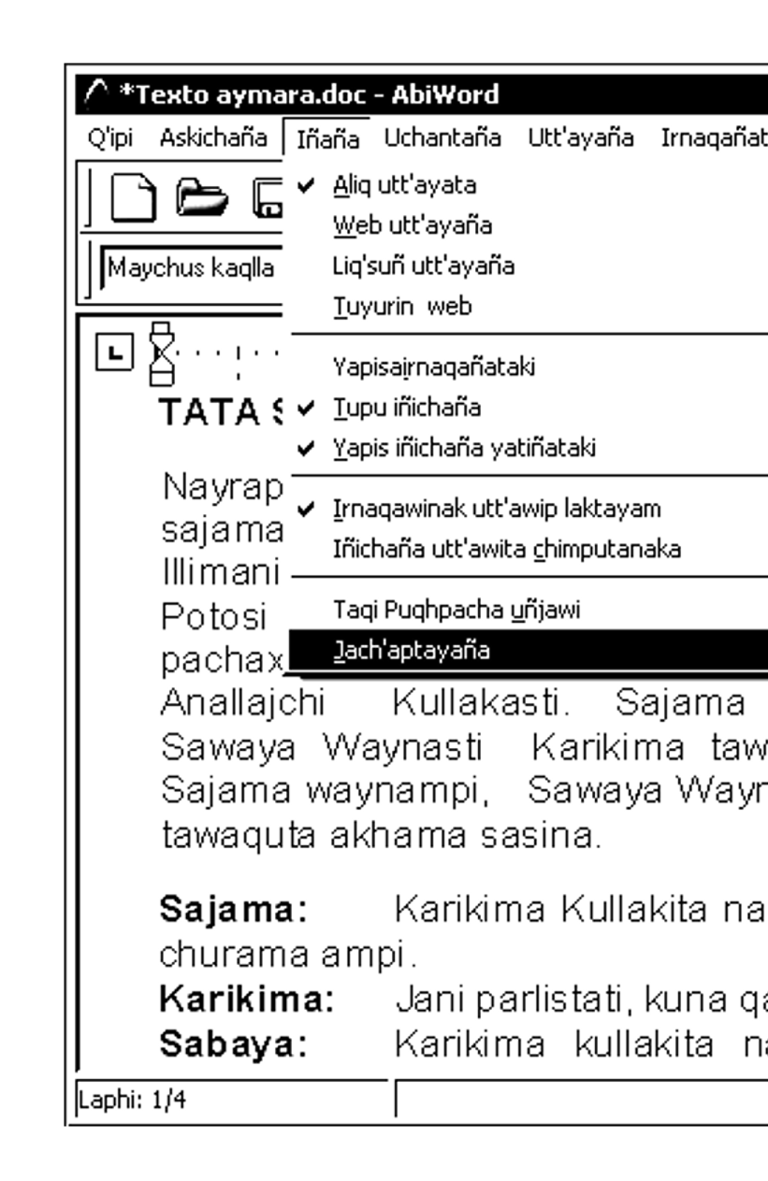 *Texto aymara.doc - AbiWord
Q'ipi Askichaña Iñaña Uchantaña Utt'ayaña Irnaqañat
Aliq utt'ayata
Web utt'ayaña
Liq'suñ utt'ayaña
Maychus kaqlla
Tuyurin web
Yapisairnaqañataki
Tupu iñichaña
Yapis iñichaña yatiñataki
Irnaqawinak utt'awip laktayam
Iñichaña utt'awita chimputanaka
Taqi Puqhpacha uñjawi
Jach'aptayaña
TATA S
Nayrap
sajama
Illimani
Potosi
pachax
Anallajchi Kullakasti. Sajama
Sawaya Waynasti Karikima taw
Sajama waynampi, Sawaya Wayn
tawaquta akhama sasina.
Sajama: Karikima Kullakita na
churama ampi.
Karikima: Jani parlistati, kuna qa
Sabaya: Karikima kullakita na
Laphi: 1/4